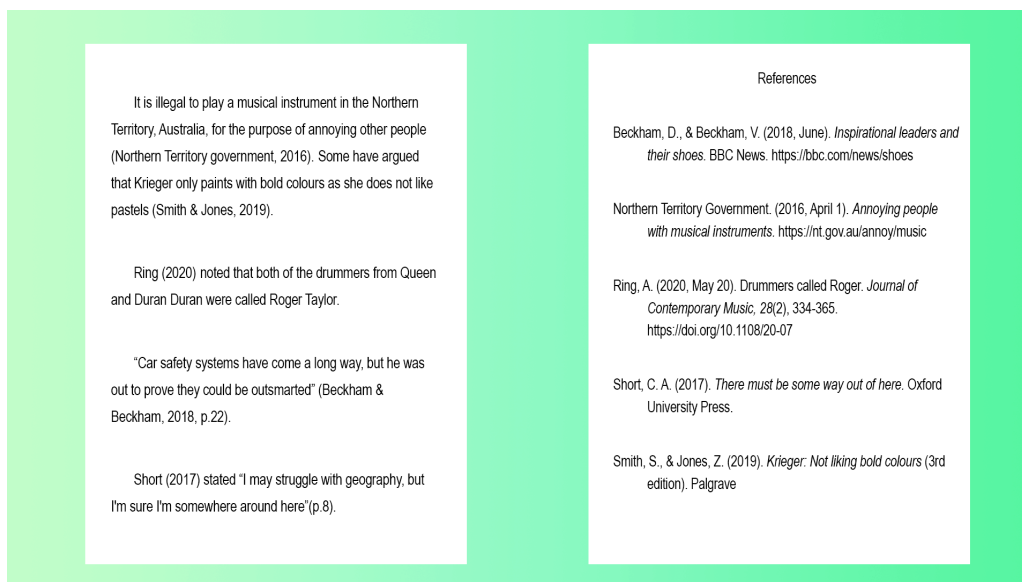 It is illegal to play a musical instrument in the Northern
Territory, Australia, for the purpose of annoying other people
(Northern Territory government, 2016). Some have argued
that Krieger only paints with bold colours as she does not like
pastels (Smith & Jones, 2019).
Ring (2020) noted that both of the drummers from Queen
and Duran Duran were called Roger Taylor.
“Car safety systems have come a long way, but he was
out to prove they could be outsmarted” (Beckham &
Beckham, 2018, p.22).
Short (2017) stated “I may struggle with geography, but
I'm sure I'm somewhere around here”(p.8).
References
Beckham, D., & Beckham, V. (2018, June). Inspirational leaders and
their shoes. BBC News. https://bbc.com/news/shoes
Northern Territory Government. (2016, April 1). Annoying people
with musical instruments. https://nt.gov.au/annoy/music
Ring, A. (2020, May 20). Drummers called Roger. Journal of
Contemporary Music, 28(2), 334-365.
https://doi.org/10.1108/20-07
Short, C. A. (2017). There must be some way out of here. Oxford
University Press.
Smith, S., & Jones, Z. (2019). Krieger: Not liking bold colours (3rd
edition). Palgrave